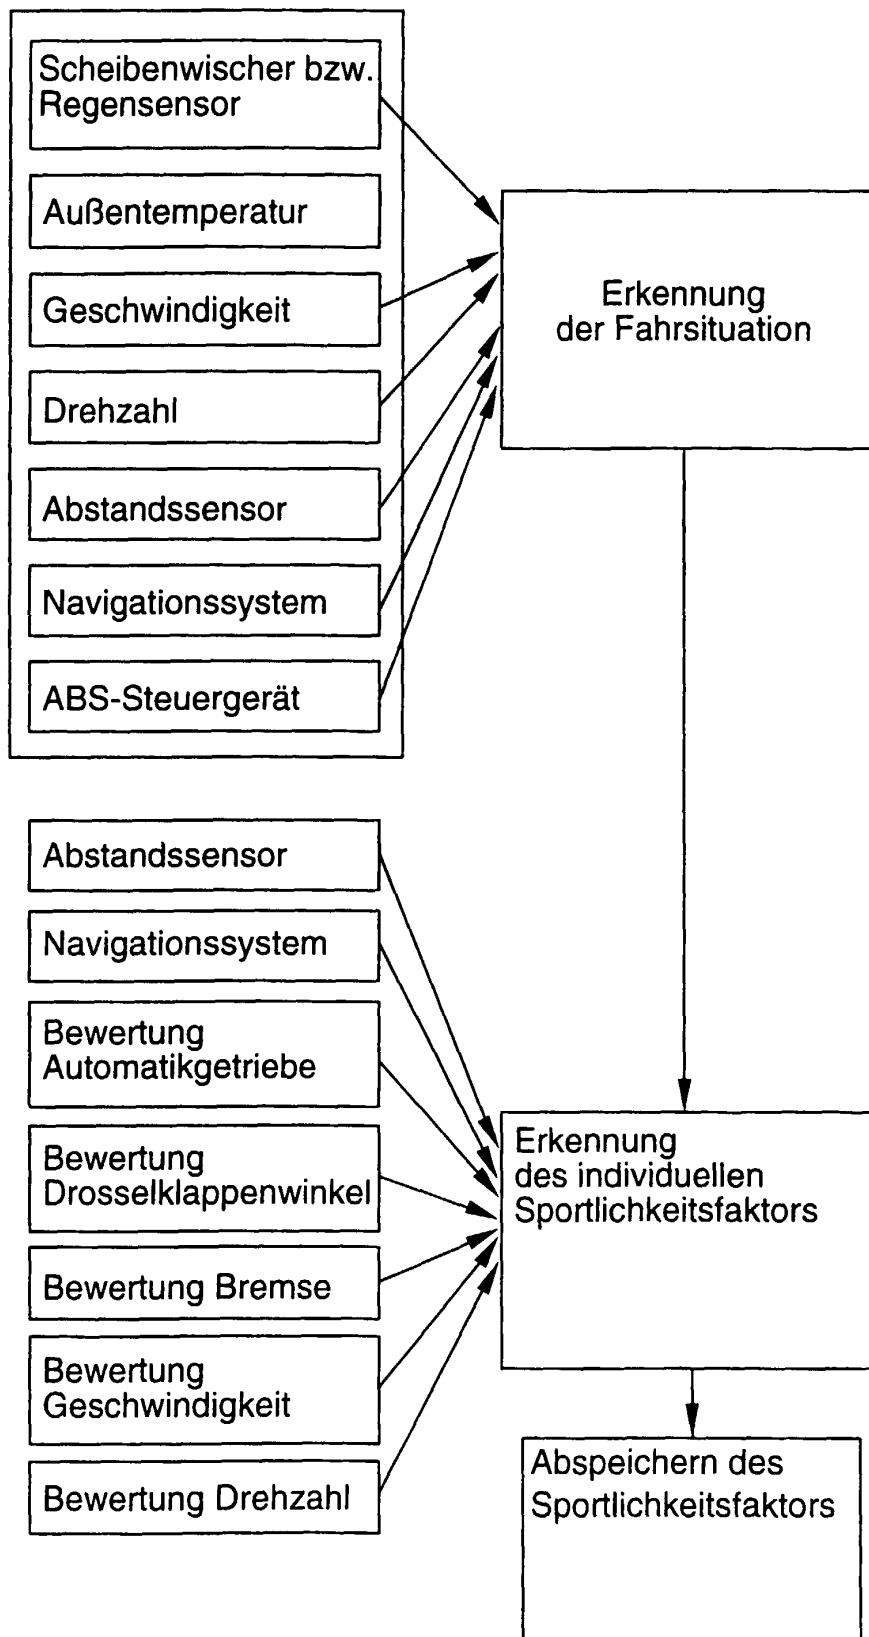 Scheibenwischer bzw.
Regensensor
Außentemperatur
Geschwindigkeit
Drehzahl
Abstandssensor
Navigationssystem
ABS-Steuergerät
Erkennung
der Fahrsituation
Abstandssensor
Navigationssystem
Bewertung
Automatikgetriebe
Bewertung
Drosselklappenwinkel
Bewertung Bremse
Bewertung
Geschwindigkeit
Bewertung Drehzahl
Erkennung
des individuellen
Sportlichkeitsfaktors
Abspeichern des
Sportlichkeitsfaktors